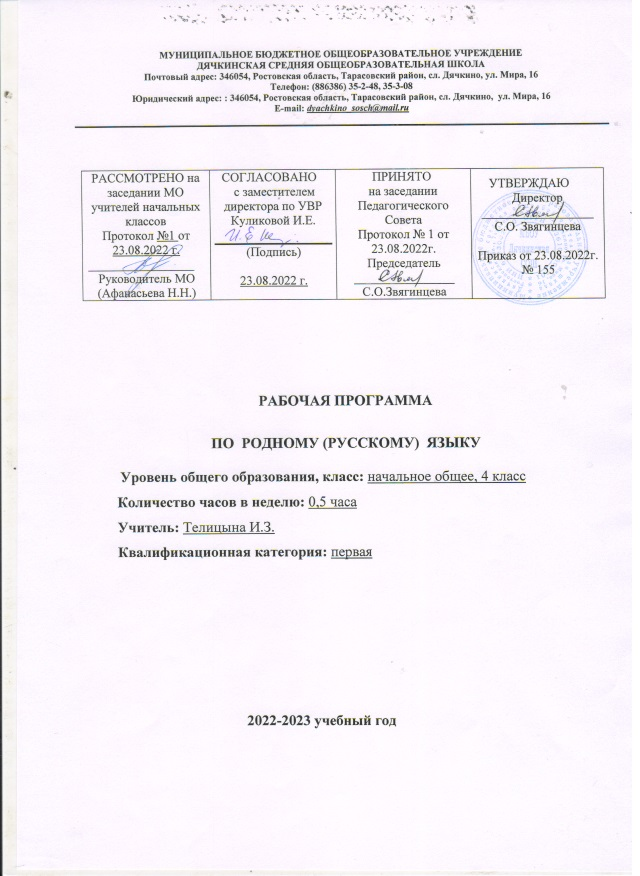 МУНИЦИПАЛЬНОЕ БЮДЖЕТНОЕ ОБЩЕОБРАЗОВАТЕЛЬНОЕ УЧРЕЖДЕНИЕ
ДЯЧКИНСКАЯ СРЕДНЯЯ ОБЩЕОБРАЗОВАТЕЛЬНАЯ ШКОЛА
Почтовый адрес: 346054, Ростовская область, Тарасовский район, сл. Дячкино, ул. Мира, 16
Телефон: (886386) 35-2-48, 35-3-08
Юридический адрес: : 346054, Ростовская область, Тарасовский район, сл. Дячкино, ул. Мира, 16
E-mail: dyachkino_sosch@mail.ru
РАССМОТРЕНО на
заседании МО
учителей начальных
классов
Протокол №1 от
23.08.2022 г.
Руководитель МО
(Афанасьева Н.Н.)
СОГЛАСОВАНО
с заместителем
директора по УВР
Куликовой И.Е.
(Подпись)
23.08.2022 г.
ПРИНЯТО
на заседании
Педагогического
Совета
Протокол № 1 от
23.08.2022г.
Председатель
С.О.Звягинцева
УТВЕРЖДАЮ
Директор
С.О. Звягинцева
Приказ от 23.08.2022г.
№ 155
РАБОЧАЯ ПРОГРАММА
ПО РОДНОМУ (РУССКОМУ) ЯЗЫКУ
Уровень общего образования, класс: начальное общее, 4 класс
Количество часов в неделю: 0,5 часа
Учитель: Телицына И.З.
Квалификационная категория: первая
2022-2023 учебный год